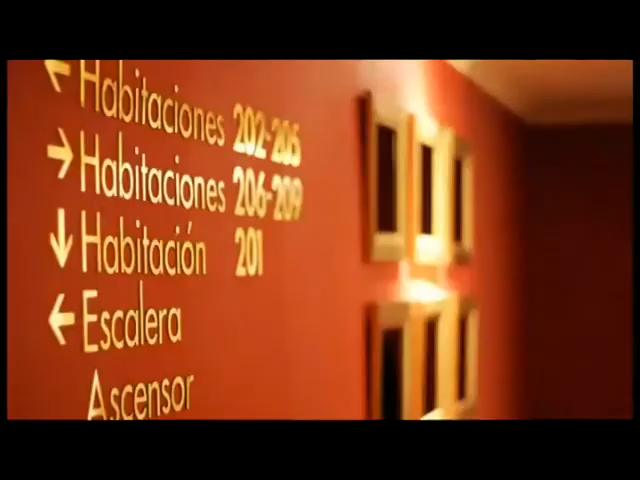 ← Habitaciones 202-205
→ Habitaciones 206-209
↓ Habitación 201
← Escalera
Ascensor